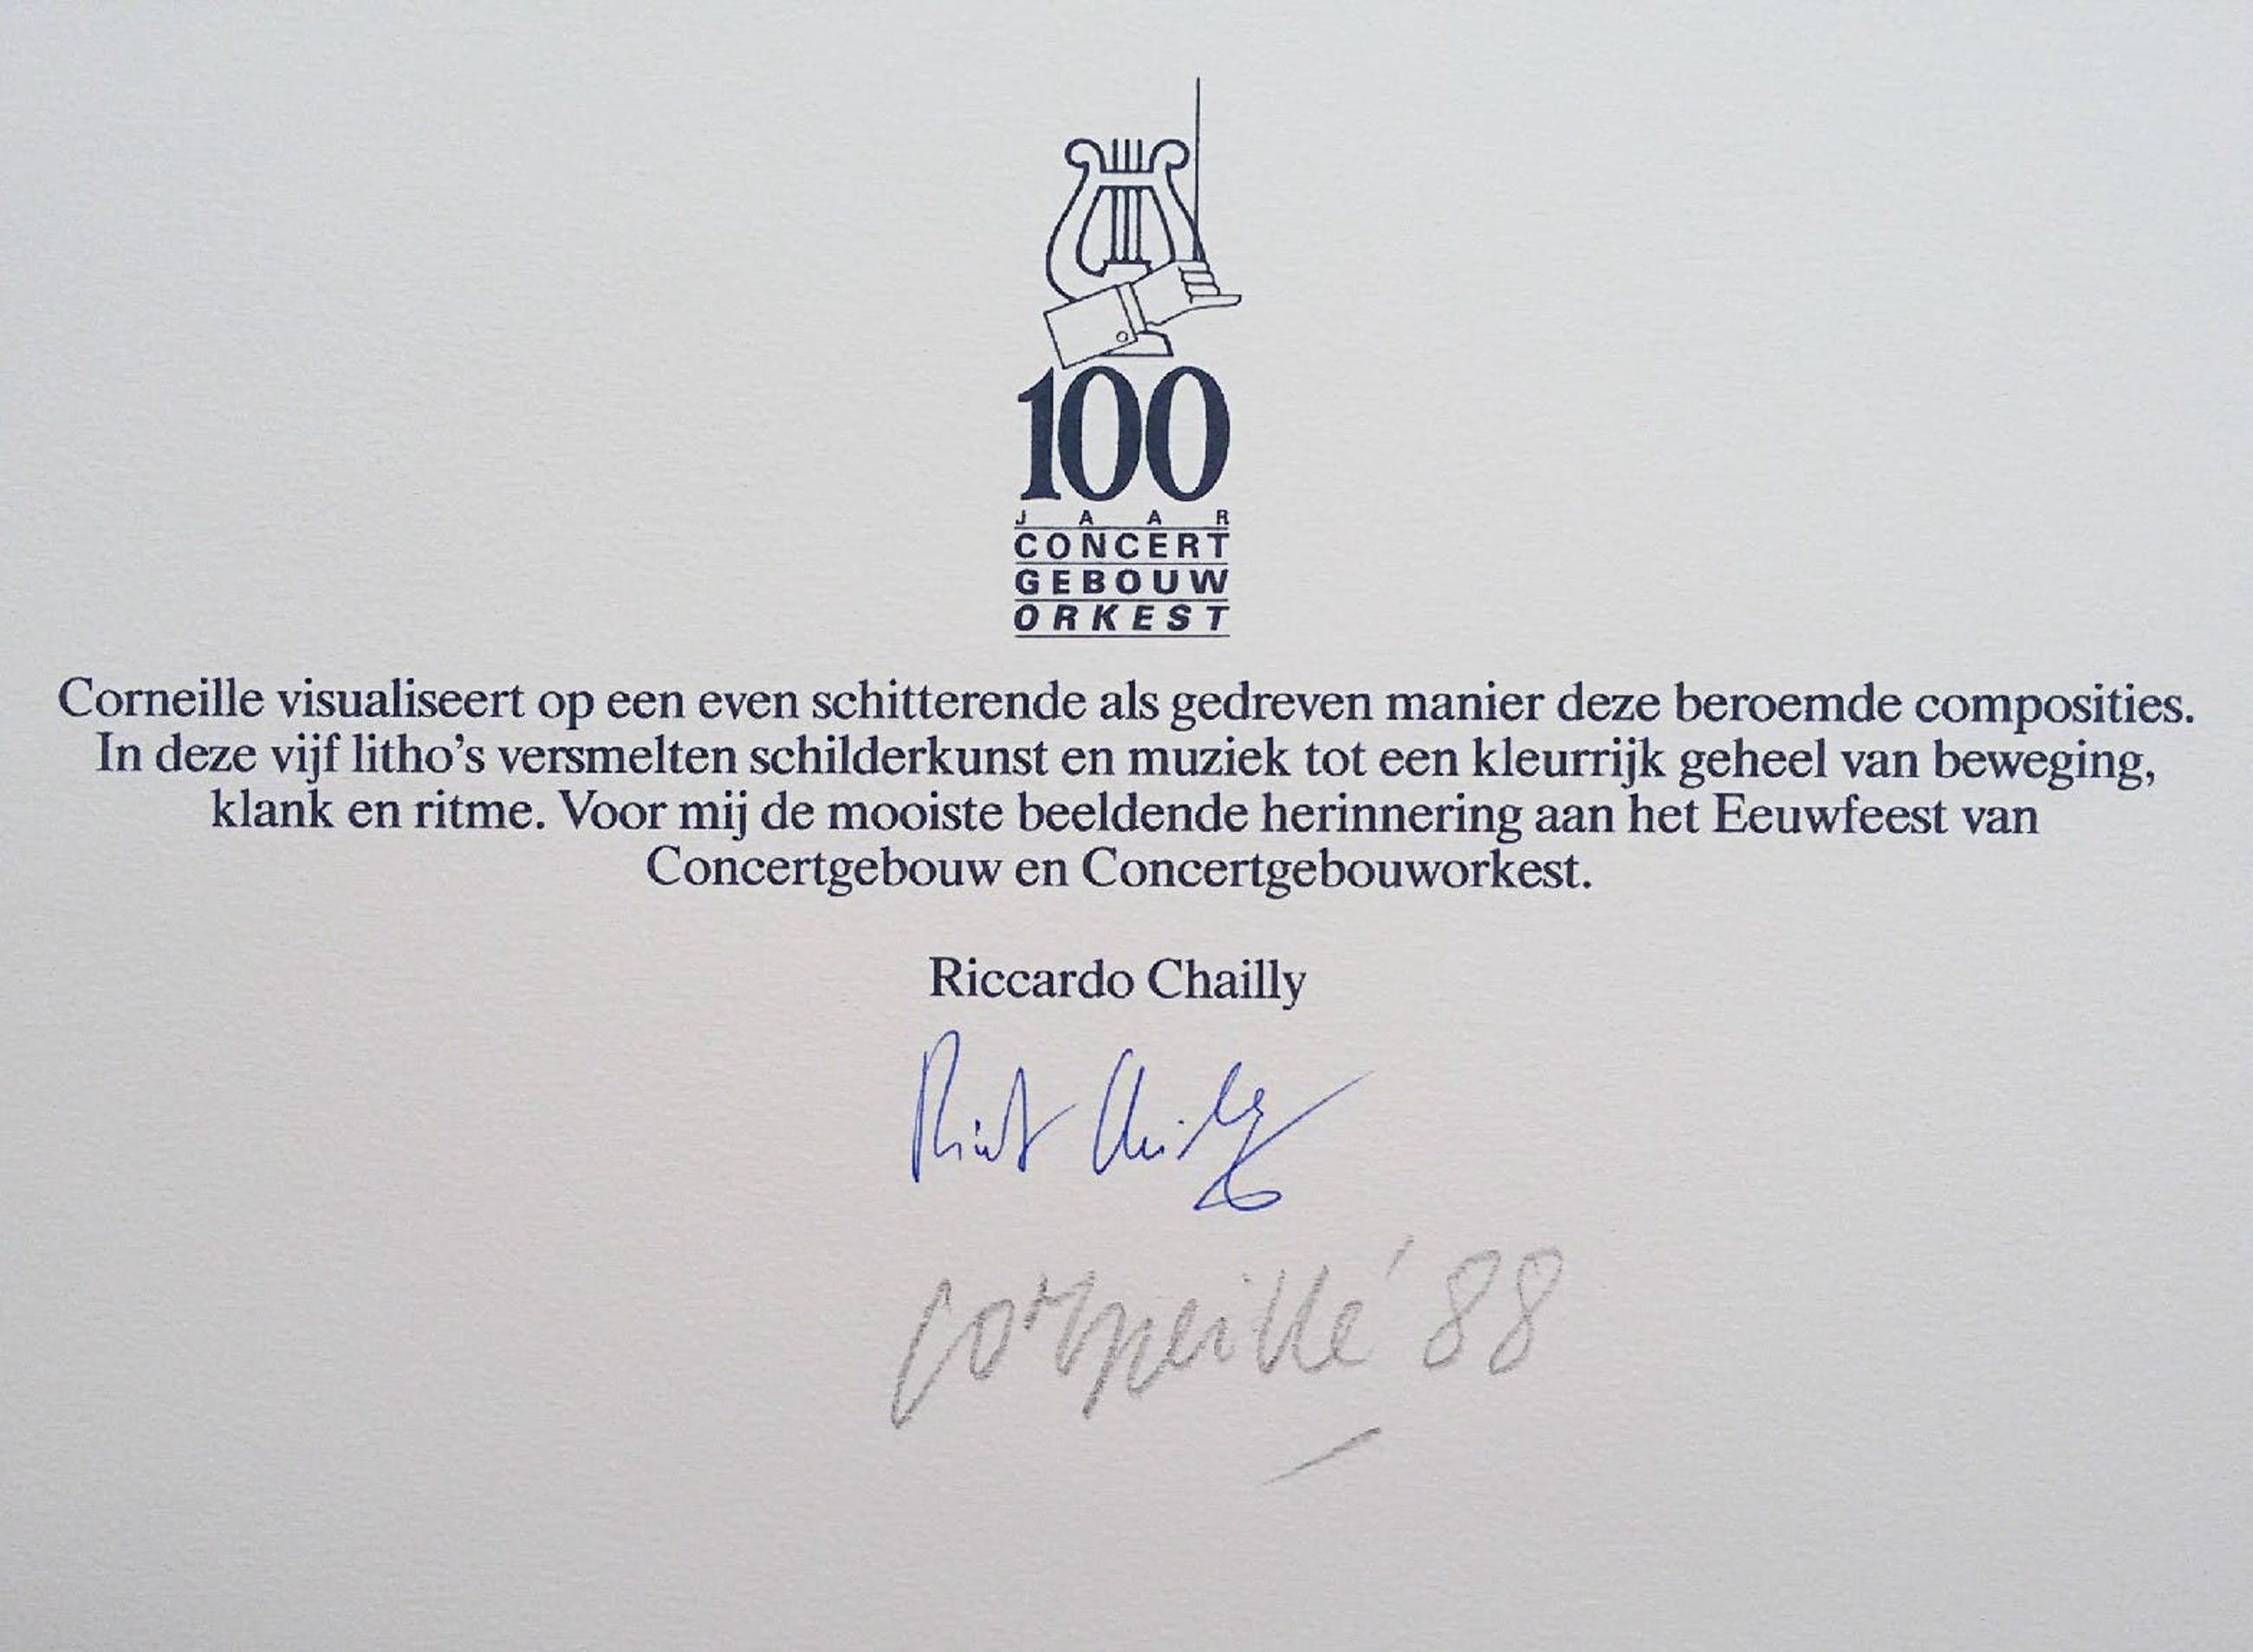 100
JAAR
CONCERT
GEBOUW
ORKEST
Corneille visualiseert op een even schitterende als gedreven manier deze beroemde composities.
In deze vijf litho's versmelten schilderkunst en muziek tot een kleurrijk geheel van beweging,
klank en ritme. Voor mij de mooiste beeldende herinnering aan het Eeuwfeest van
Concertgebouw en Concertgebouworkest.
Riccardo Chailly
Corneille '88